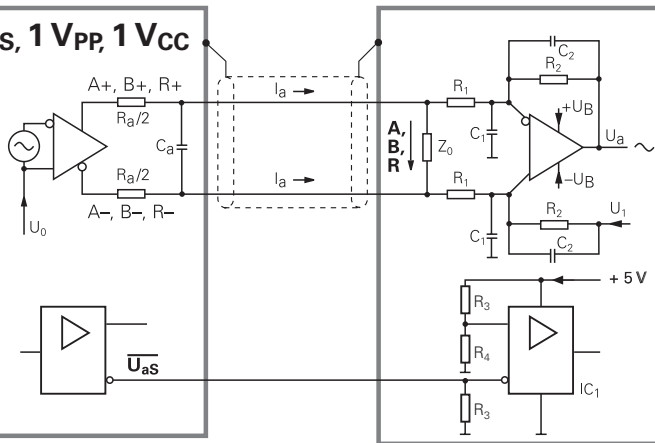 S, 1 VPP, 1 VCC
A+, B+, R+
Ra/2
Ca
Ra/2
A–, B–, R–
U0
Ia
Ia
A,
B,
R
Z0
R1
C1
R1
C1
C2
R2
+UB
Ua
–UB
R2
U1
C2
+ 5 V
R3
R4
IC1
UaS
R3